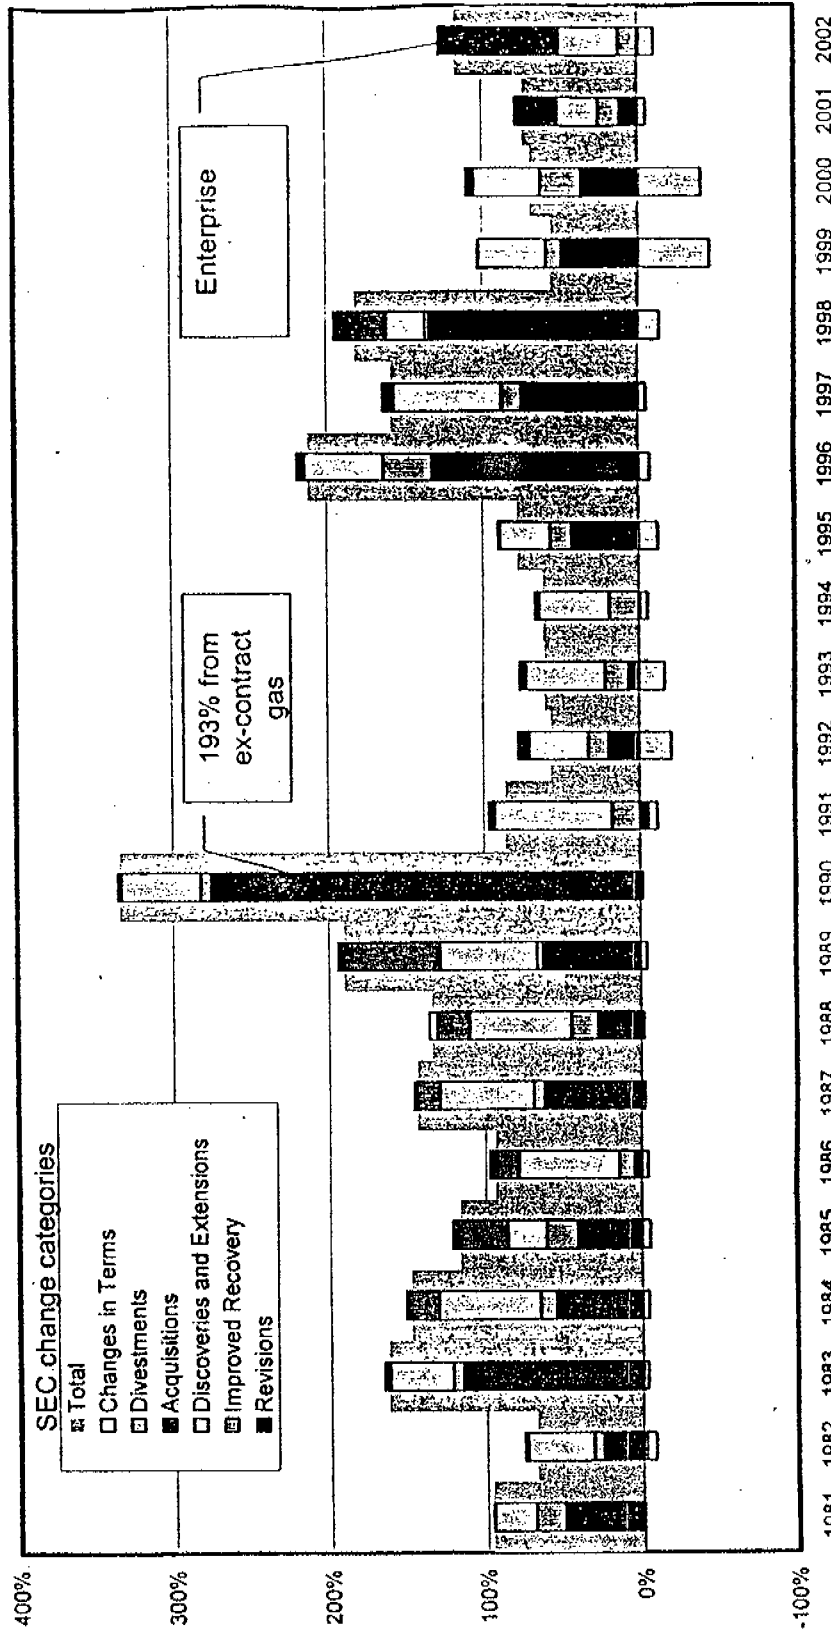 400%
300%
200%
100%
0%
-100%
SEC change categories
Total
Changes in Terms
Divestments
Acquisitions
Discoveries and Extensions
Improved Recovery
Revisions
193% from
ex-contract
gas
Enterprise
1981
1982
1983
1984
1985
1986
1987
1988
1989
1990
1991
1992
1993
1994
1995
1996
1997
1998
1999
2000
2001
2002